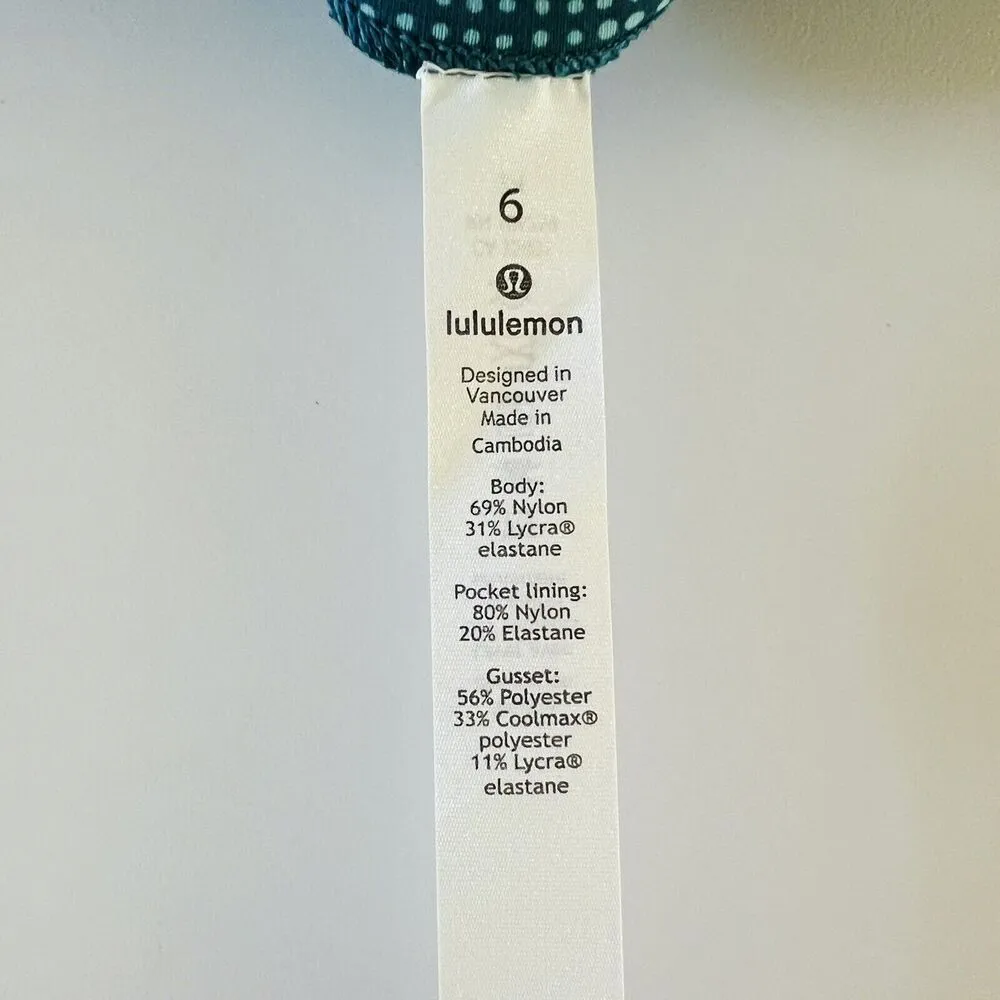 6
lululemon
Designed in
Vancouver
Made in
Cambodia
Body:
69% Nylon
31% Lycra®
elastane
Pocket lining:
80% Nylon
20% Elastane
Gusset:
56% Polyester
33% Coolmax®
polyester
11% Lycra®
elastane